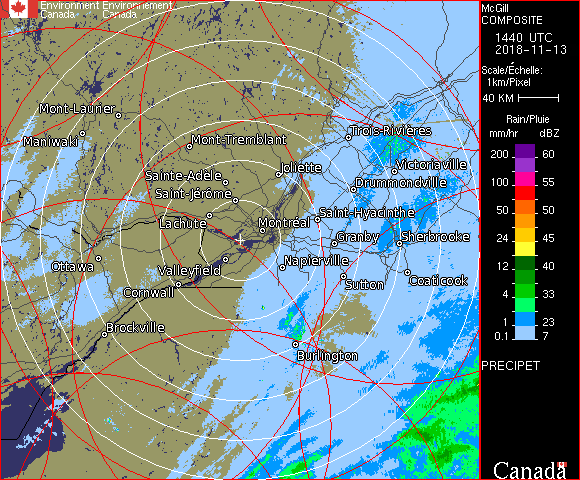 Environment Environnement
Canada Canada
Mont-Laurier
Maniwaki
Mont-Tremblant
Trois-Rivières
Joliette
Victoriaville
Sainte-Adèle
Drummondville
Saint-Jérôme
Saint-Hyacinthe
Lachute
Montréal
Granby
Sherbrooke
Ottawa
Valleyfield
Napierville
Cornwall
Sutton
Coaticook
Brockville
Burlington
McGill
COMPOSITE
1440 UTC
2018-11-13
Scale/Échelle:
1km/Pixel
40 KM
Rain/Pluie
mm/hr dBZ
200 60
100 55
50 50
24 45
12 40
4 33
1 23
0.1 7
PRECIPET
Canada